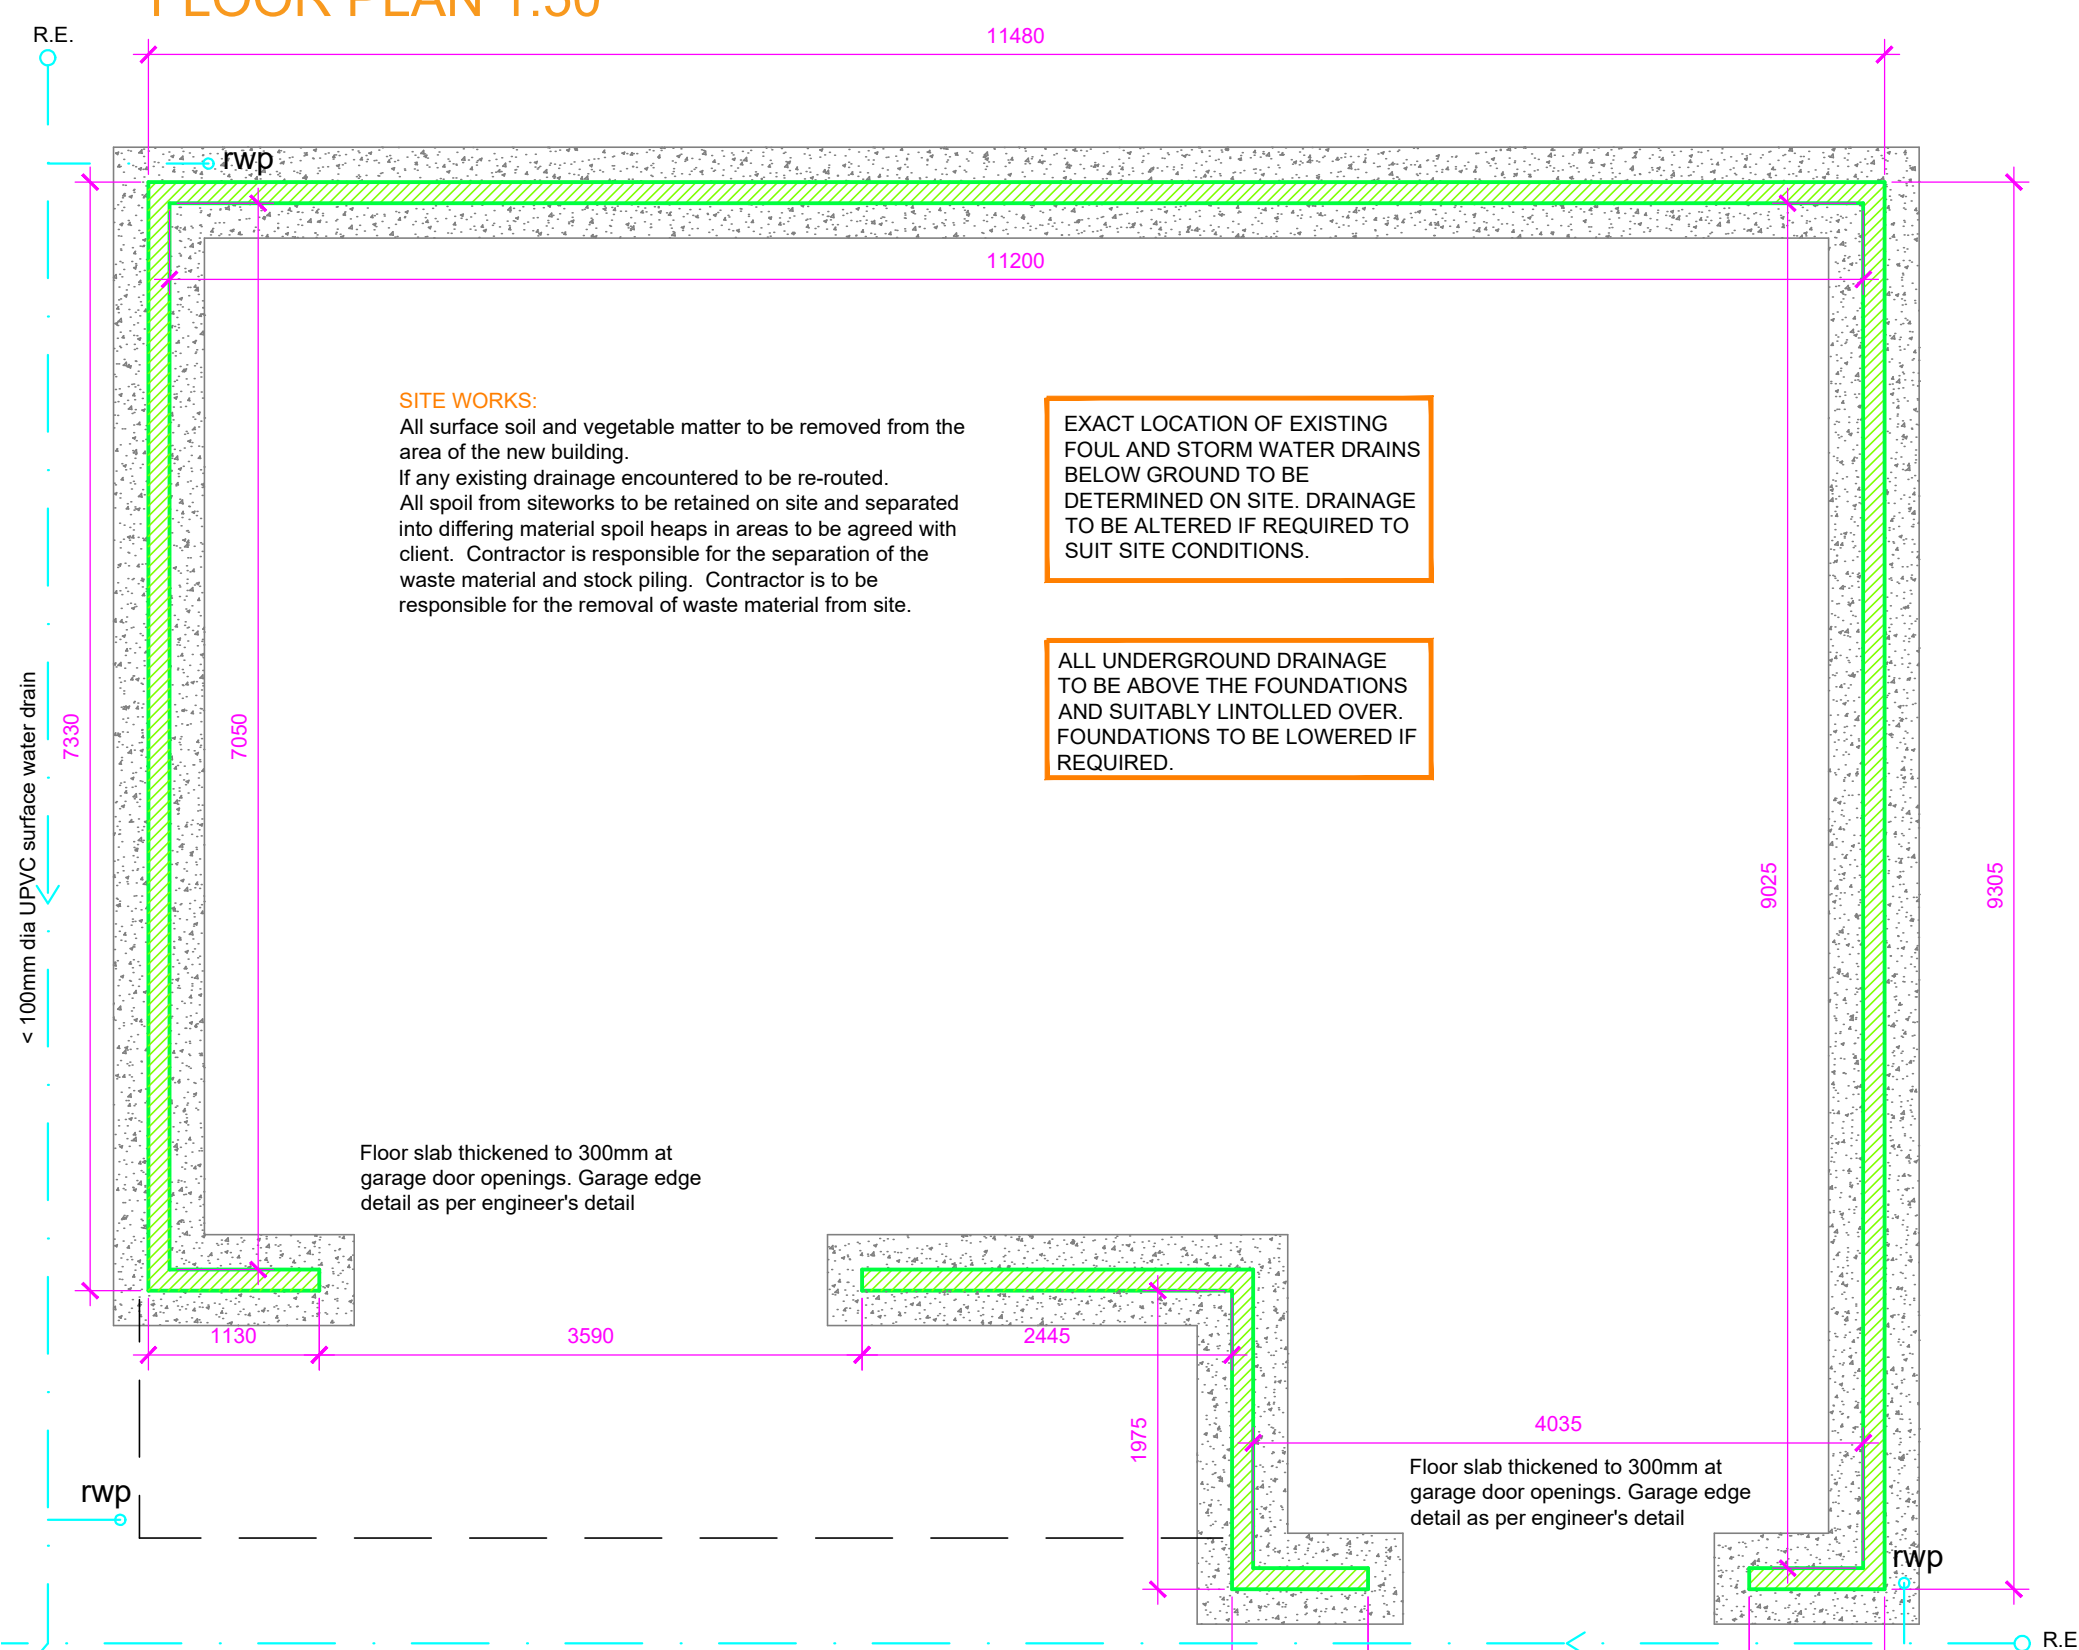 FLOOR PLAN 1:50
R.E.
11480
rwp
11200
SITE WORKS:
All surface soil and vegetable matter to be removed from the
area of the new building.
If any existing drainage encountered to be re-routed.
All spoil from siteworks to be retained on site and separated
into differing material spoil heaps in areas to be agreed with
client.  Contractor is responsible for the separation of the
waste material and stock piling.  Contractor is to be
responsible for the removal of waste material from site.
EXACT LOCATION OF EXISTING
FOUL AND STORM WATER DRAINS
BELOW GROUND TO BE
DETERMINED ON SITE. DRAINAGE
TO BE ALTERED IF REQUIRED TO
SUIT SITE CONDITIONS.
ALL UNDERGROUND DRAINAGE
TO BE ABOVE THE FOUNDATIONS
AND SUITABLY LINTOLLED OVER.
FOUNDATIONS TO BE LOWERED IF
REQUIRED.
< 100mm dia UPVC surface water drain
7330
7050
9025
9305
Floor slab thickened to 300mm at
garage door openings. Garage edge
detail as per engineer's detail
1130
3590
2445
1975
4035
Floor slab thickened to 300mm at
garage door openings. Garage edge
detail as per engineer's detail
rwp
rwp
R.E